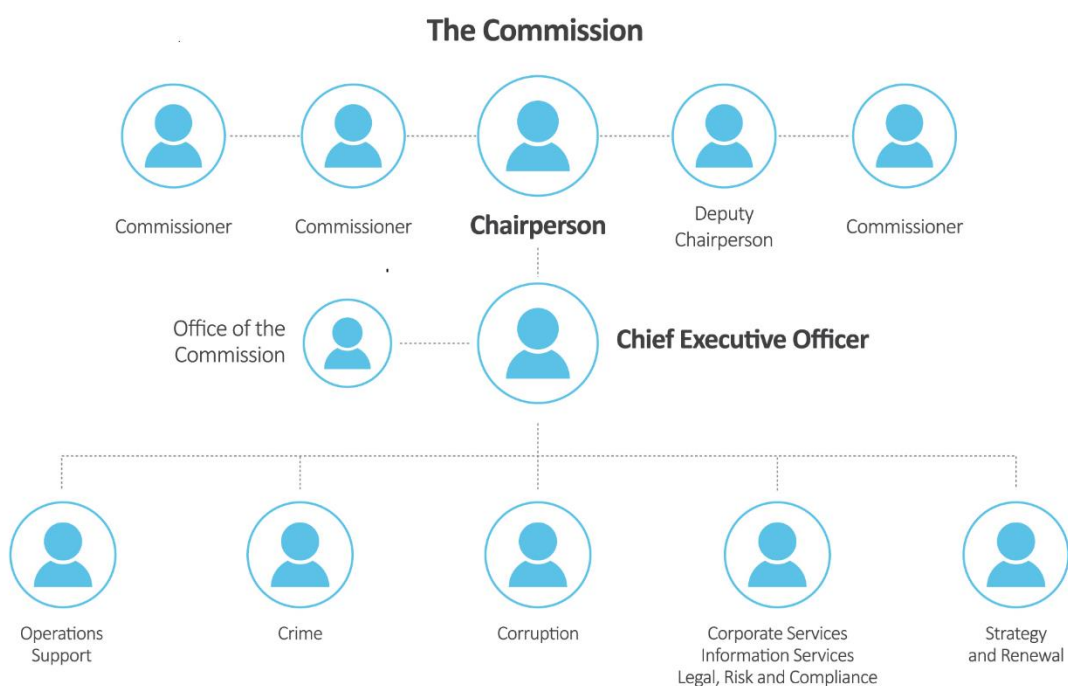 The Commission
Commissioner
Commissioner
Chairperson
Deputy
Chairperson
Commissioner
Office of the
Commission
Chief Executive Officer
Operations
Support
Crime
Corruption
Corporate Services
Information Services
Legal, Risk and Compliance
Strategy
and Renewal